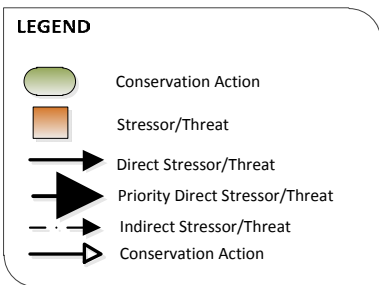 LEGEND
Conservation Action
Stressor/Threat
Direct Stressor/Threat
Priority Direct Stressor/Threat
Indirect Stressor/Threat
Conservation Action